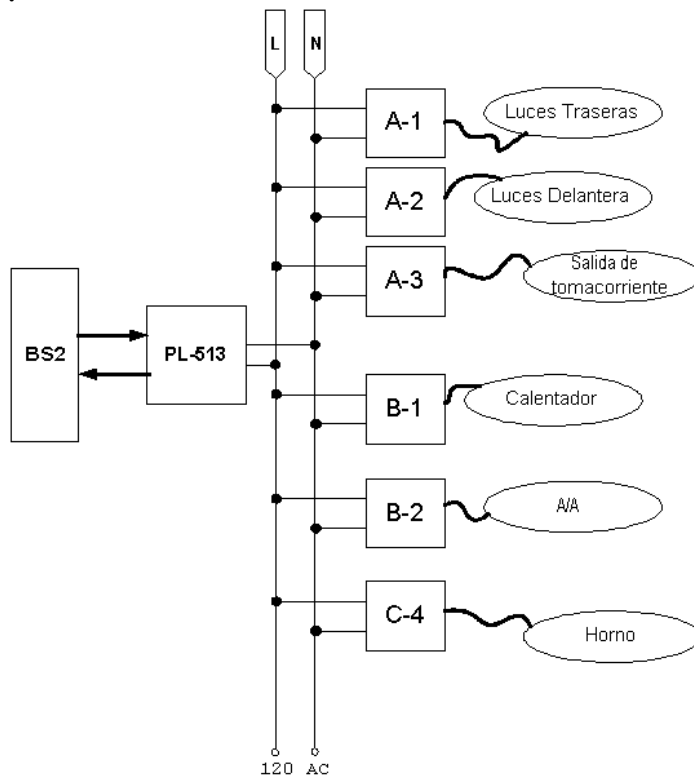 L N
A-1
Luces Traseras
A-2
Luces Delantera
A-3
Salida de
tomacorriente
BS2
PL-513
B-1
Calentador
B-2
A/A
C-4
Horno
120 AC